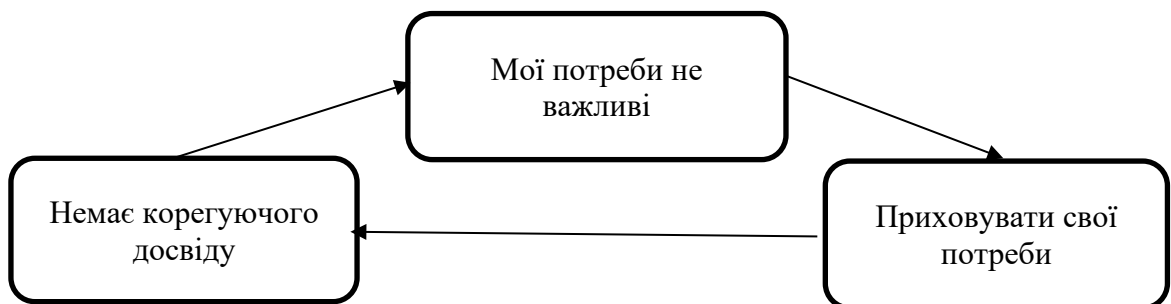 Мої потреби не
важливі
Немає корегуючого
досвіду
Приховувати свої
потреби